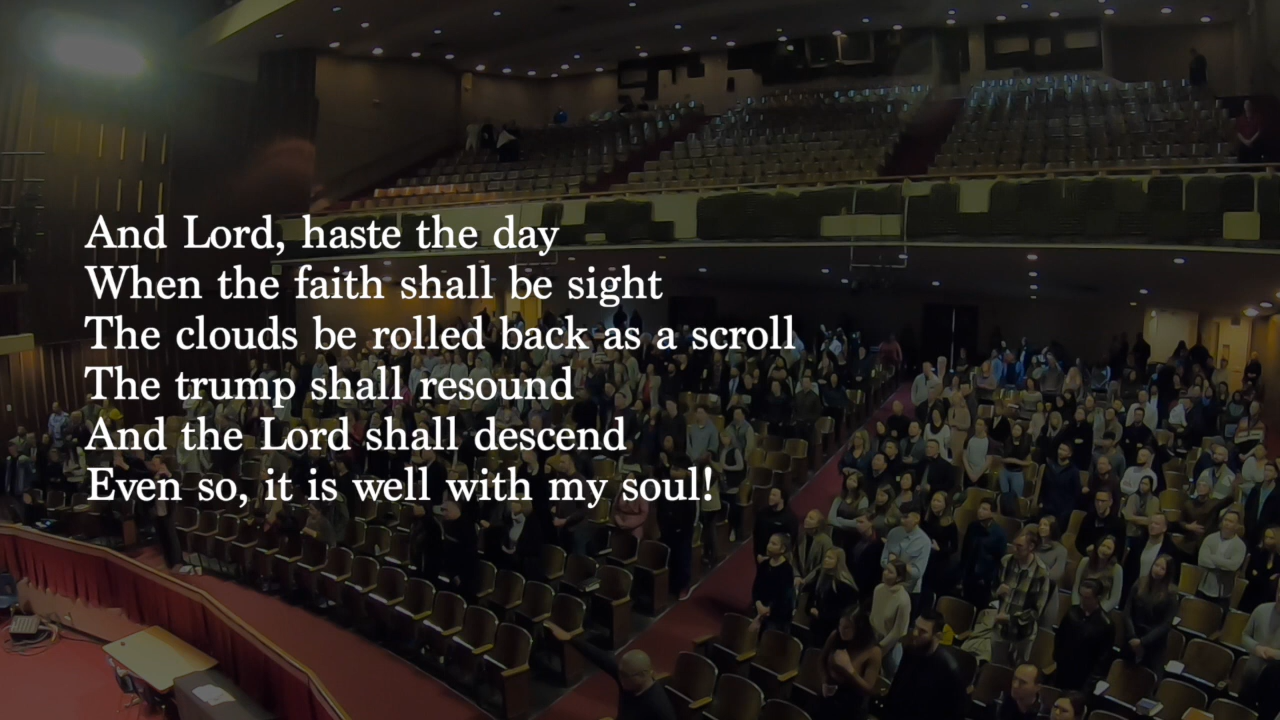 And Lord, haste the day
When the faith shall be sight
The clouds be rolled back as a scroll
The trump shall resound
And the Lord shall descend
Even so, it is well with my soul!